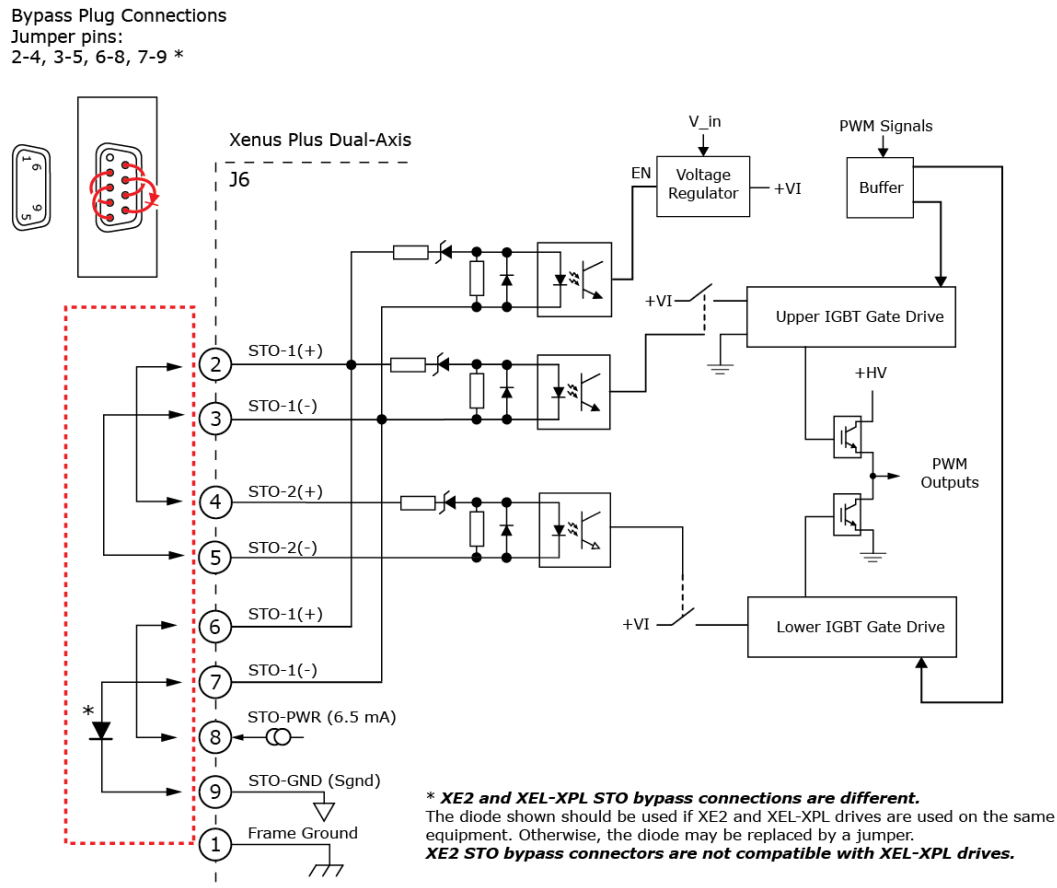 Bypass Plug Connections
Jumper pins:
2-4, 3-5, 6-8, 7-9 *
1
6
9
5
Xenus Plus Dual-Axis
J6
V_in
PWM Signals
EN
Voltage
Regulator
+VI
Buffer
+VI
Upper IGBT Gate Drive
2
STO-1(+)
3
STO-1(-)
+HV
PWM
Outputs
4
STO-2(+)
5
STO-2(-)
6
STO-1(+)
+VI
Lower IGBT Gate Drive
7
STO-1(-)
*
8
STO-PWR (6.5 mA)
9
STO-GND (Sgnd)
1
Frame Ground
* XE2 and XEL-XPL STO bypass connections are different.
The diode shown should be used if XE2 and XEL-XPL drives are used on the same
equipment. Otherwise, the diode may be replaced by a jumper.
XE2 STO bypass connectors are not compatible with XEL-XPL drives.